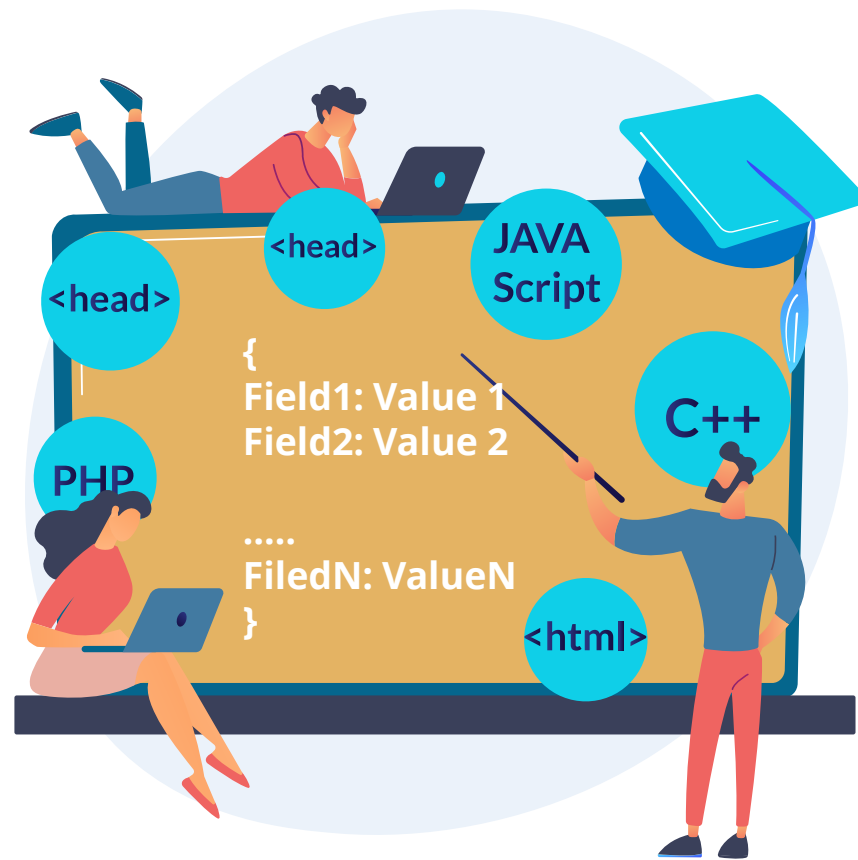 <head>
<head>
JAVA
Script
{
Field1: Value 1
Field2: Value 2
C++
PHP
.....
FiledN: ValueN
}
<html>